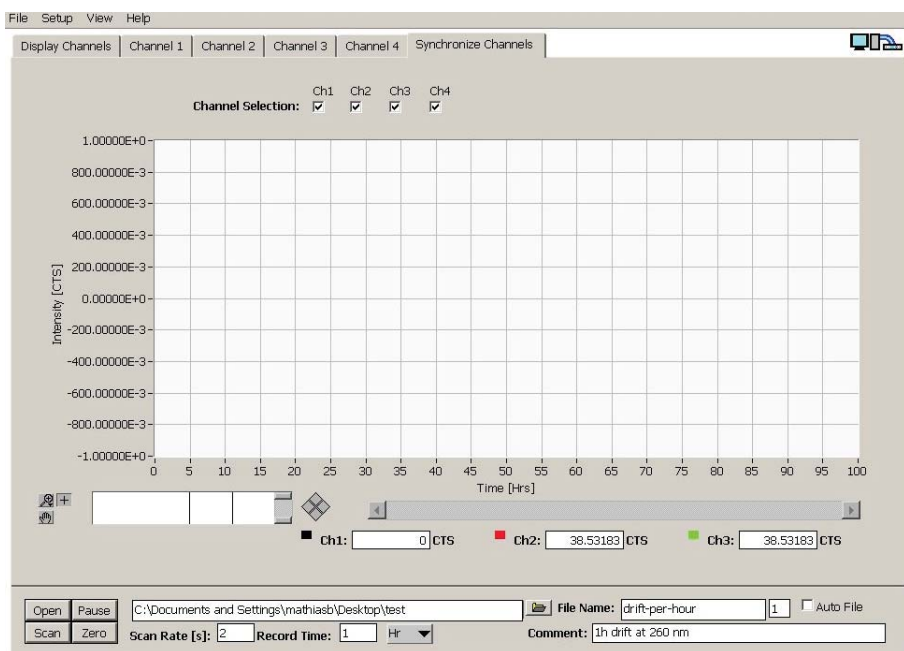 File Setup View Help
Display Channels Channel 1 Channel 2 Channel 3 Channel 4 Synchronize Channels
Ch1 Ch2 Ch3 Ch4
Channel Selection:
1.00000E+0
800.00000E-3
600.00000E-3
400.00000E-3
200.00000E-3
0.00000E+0
-200.00000E-3
-400.00000E-3
-600.00000E-3
-800.00000E-3
-1.00000E+0
Intensity [CTS]
0 5 10 15 20 25 30 35 40 45 50 55 60 65 70 75 80 85 90 95 100
Time [Hrs]
Ch1: 0 CTS Ch2: 38.53183 CTS Ch3: 38.53183 CTS
Open Pause C:\Documents and Settings\mathiasb\Desktop\test File Name: drift-per-hour 1 Auto File
Scan Zero Scan Rate [s]: 2 Record Time: 1 Hr Comment: 1h drift at 260 nm